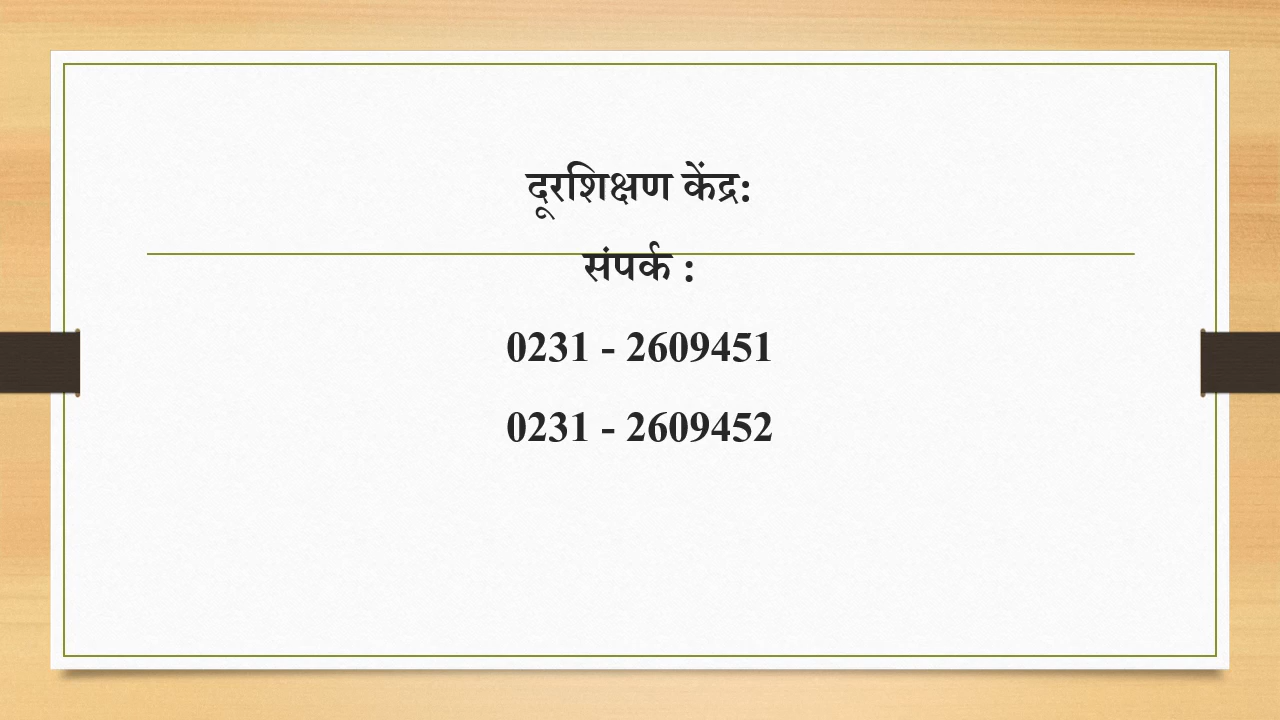 दूरशिक्षण केंद्र:
संपर्क :
0231 - 2609451
0231 - 2609452